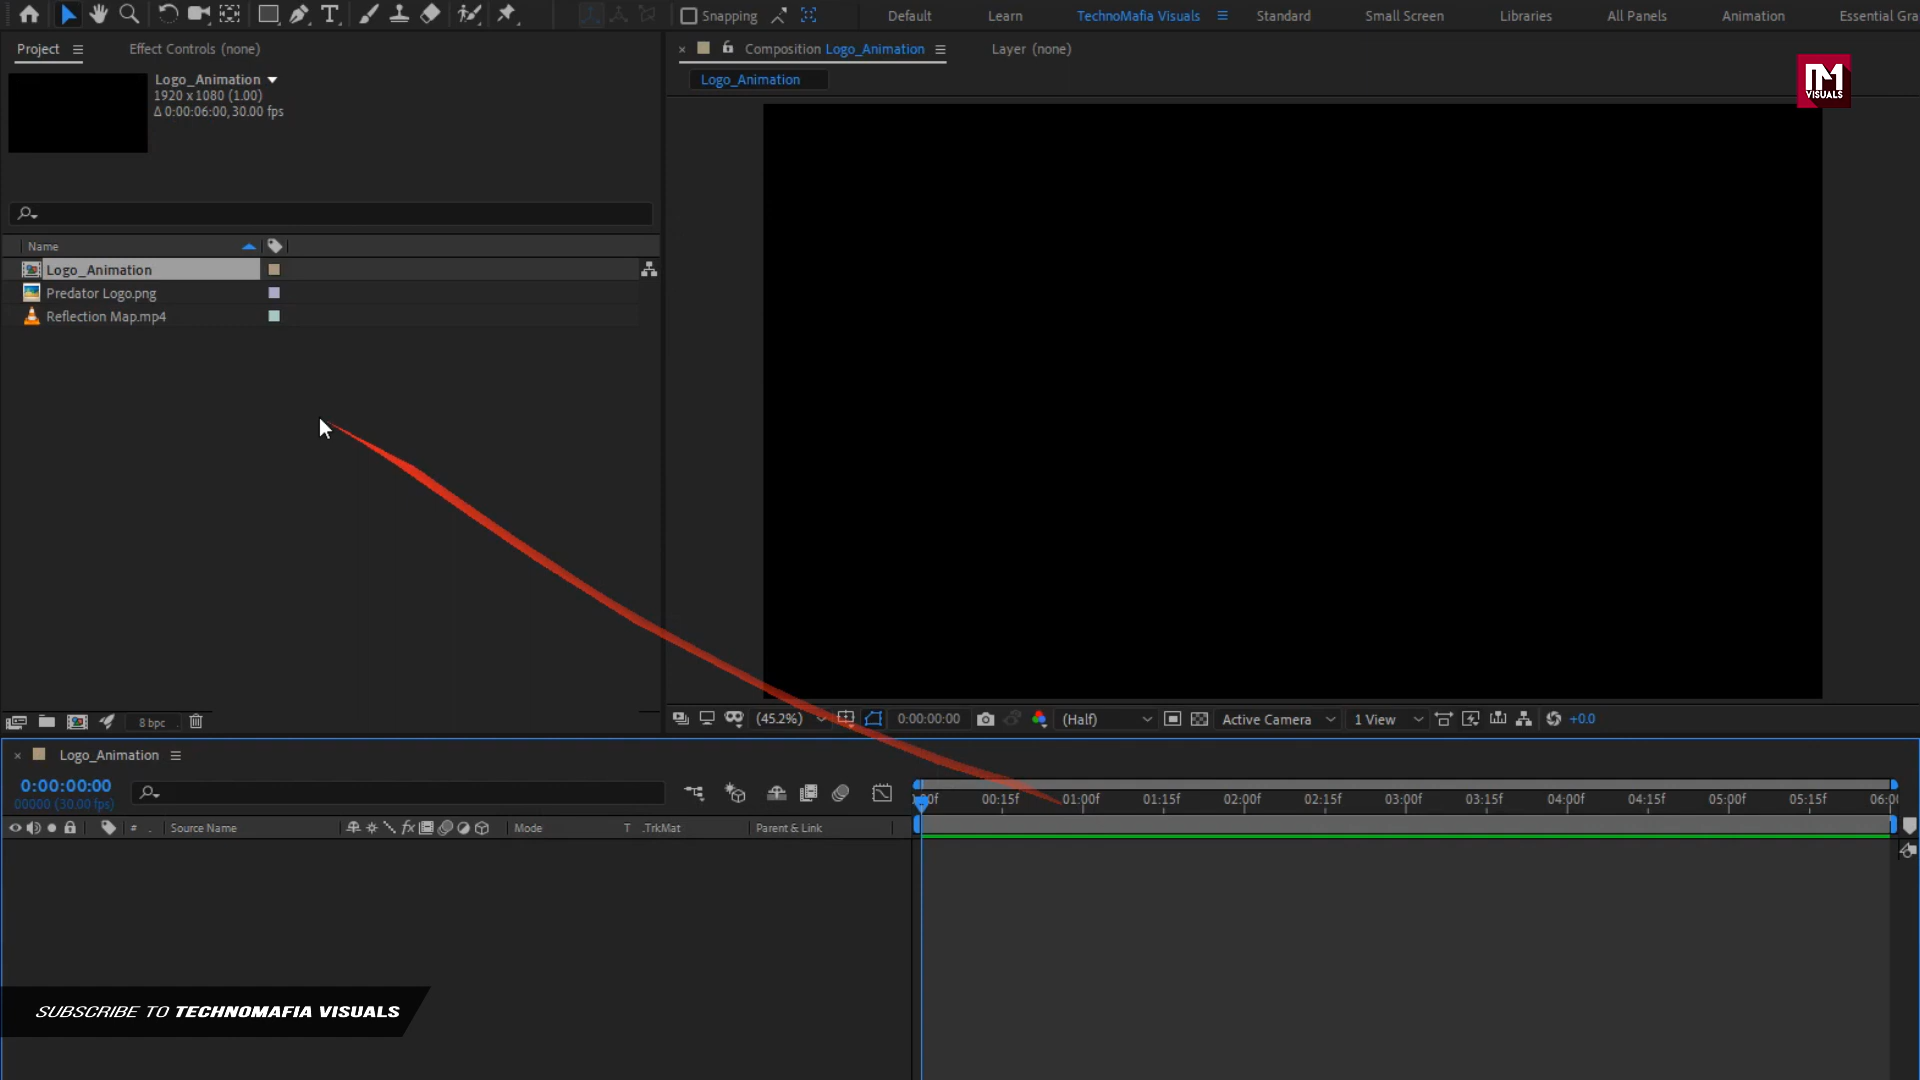 Snapping
Default
Learn
TechnoMafia Visuals
Standard
Small Screen
Libraries
All Panels
Animation
Essential Gra
Project
Effect Controls (none)
Composition Logo_Animation
Layer (none)
Logo_Animation
1920 x 1080 (1.00)
Δ 0:00:06:00, 30.00 fps
Logo_Animation
VISUALS
Name
Logo_Animation
Predator Logo.png
Reflection Map.mp4
8 bpc
(45.2%)
0:00:00:00
(Half)
Active Camera
1 View
+0.0
Logo_Animation
0:00:00:00
00000 (30.00 fps)
00:15f
01:00f
01:15f
02:00f
02:15f
03:00f
03:15f
04:00f
04:15f
05:00f
05:15f
06:0
#
Source Name
fx
Mode
T .TrkMat
Parent & Link
SUBSCRIBE TO TECHNOMAFIA VISUALS